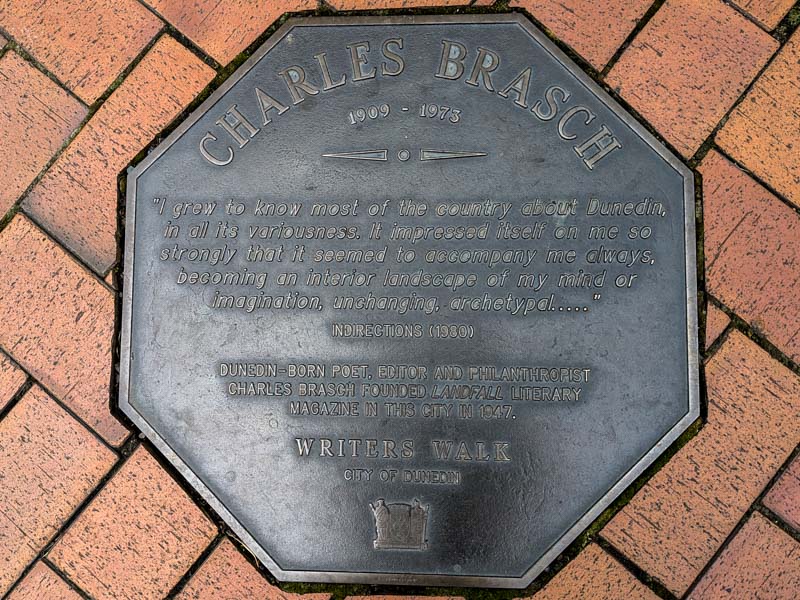 CHARLES BRASCH
1909 - 1973
"I grew to know most of the country about Dunedin,
in all its variousness. It impressed itself on me so
strongly that it seemed to accompany me always,
becoming an interior landscape of my mind or
imagination, unchanging, archetypal....."
INDIRECTIONS (1980)
DUNEDIN-BORN POET, EDITOR AND PHILANTHROPIST
CHARLES BRASCH FOUNDED LANDFALL LITERARY
MAGAZINE IN THIS CITY IN 1947.
WRITERS WALK
CITY OF DUNEDIN